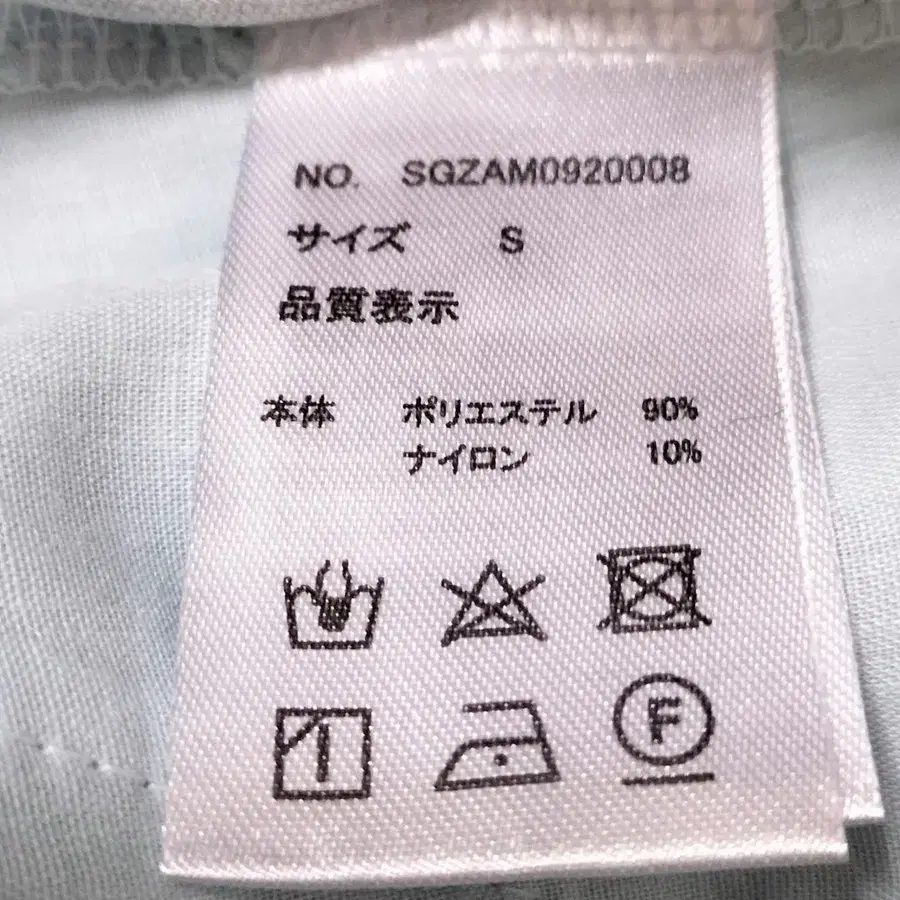 NO. SGZAM0920008
サイズ S
品質表示
本体 ポリエステル 90%
ナイロン 10%
F